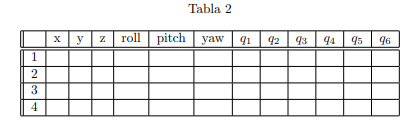 Tabla 2
x y z roll pitch yaw q₁ q₂ q₃ q₄ q₅ q₆
1
2
3
4